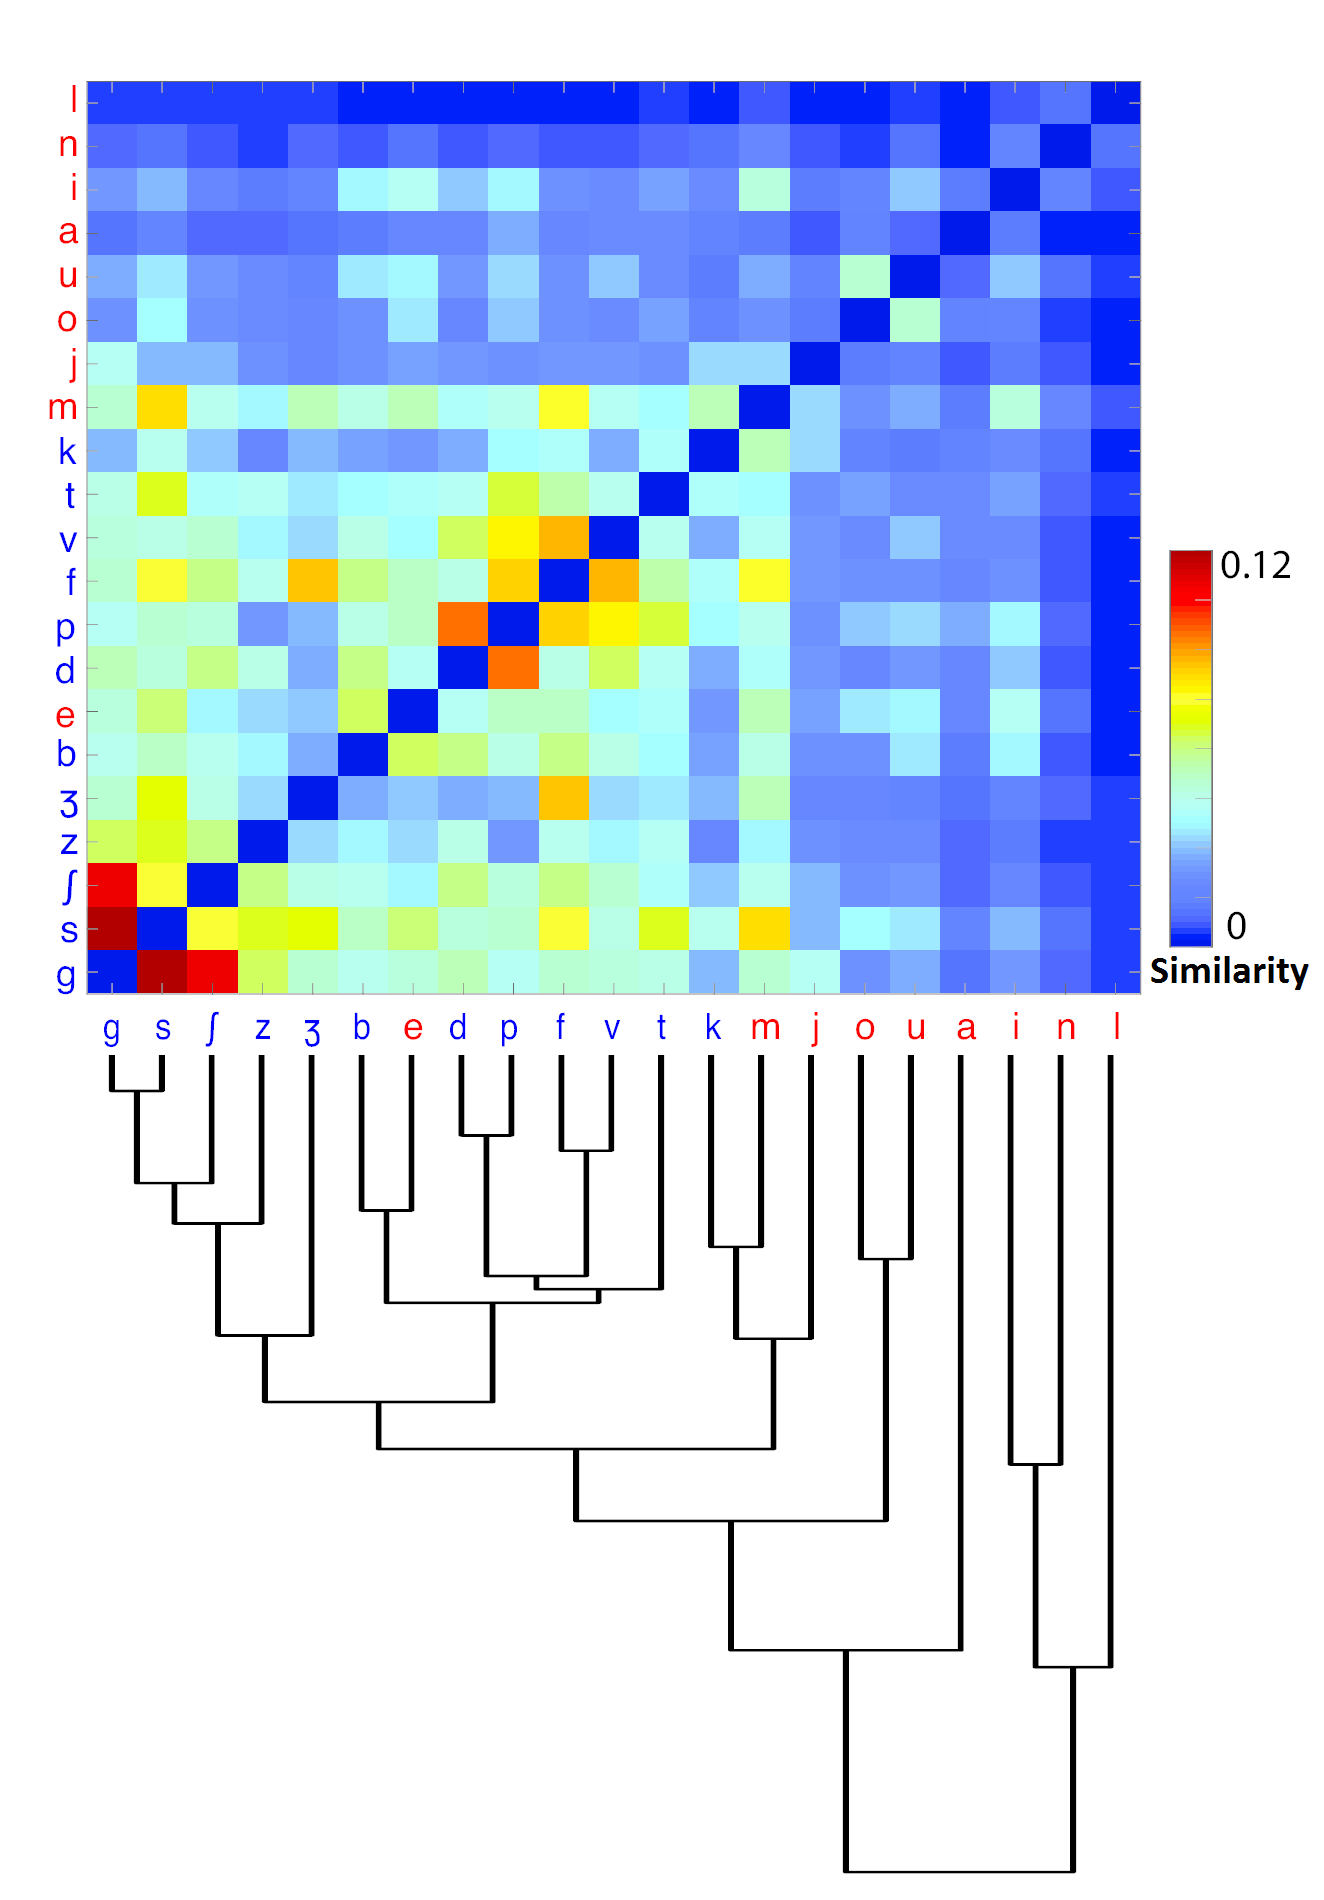 l
n
i
a
u
o
j
m
k
t
v
f
p
d
e
b
ʒ
z
ʃ
s
g
0.12
0
Similarity
g s ʃ z ʒ b e d p f v t k m j o u a i n l